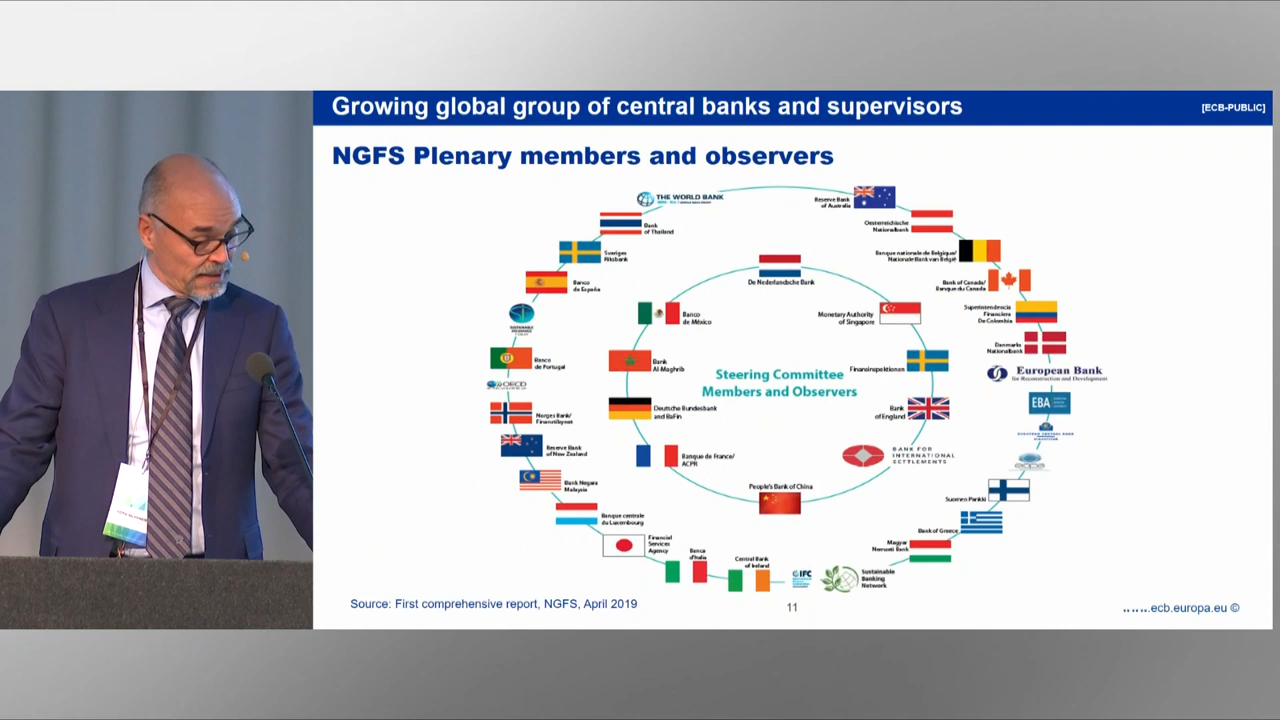 Growing global group of central banks and supervisors
[ECB-PUBLIC]
NGFS Plenary members and observers
THE WORLD BANK
Reserve Bank
of Australia
Bank
of Thailand
Oesterreichische
Nationalbank
Sveriges
Riksbank
Banque nationale de Belgique/
Nationale Bank van België
De Nederlandsche Bank
Banco
de España
Bank of Canada/
Banque du Canada
Banco
de México
Monetary Authority
of Singapore
Superintendencia
Financiera
De Colombia
Danmarks
Nationalbank
Banco
de Portugal
Bank
Al-Maghrib
Finansinspektionen
Steering Committee
Members and Observers
European Bank
for Reconstruction and Development
OECD
Norges Bank/
Finanstilsynet
Deutsche Bundesbank
and BaFin
Bank
of England
EBA
Reserve Bank
of New Zealand
Banque de France/
ACPR
BANK FOR
INTERNATIONAL
SETTLEMENTS
eiopa
Bank Negara
Malaysia
People's Bank of China
Suomen Pankki
Banque centrale
du Luxembourg
Bank of Greece
Financial
Services
Agency
Banca
d'Italia
Central Bank
of Ireland
Magyar
Nemzeti Bank
IFC
Sustainable
Banking
Network
Source: First comprehensive report, NGFS, April 2019
11
.ecb.europa.eu ©